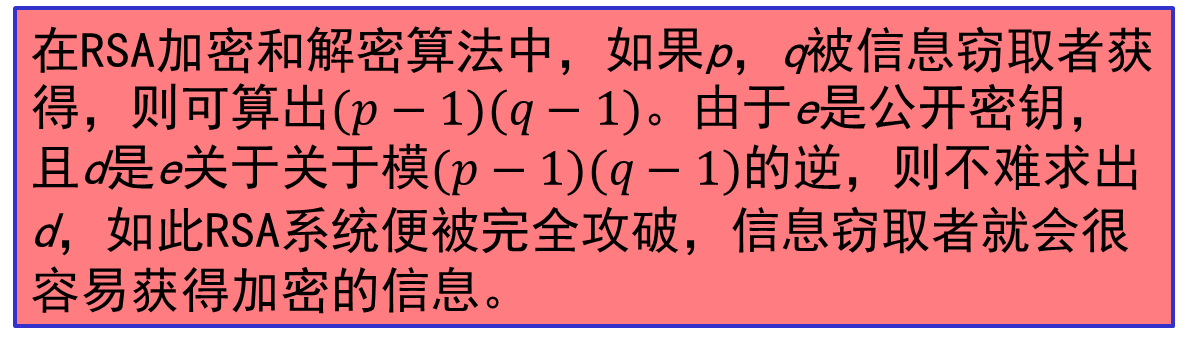 在RSA加密和解密算法中，如果p，q被信息窃取者获
得，则可算出(p − 1)(q − 1)。由于e是公开密钥，
且d是e关于关于模(p − 1)(q − 1)的逆，则不难求出
d，如此RSA系统便被完全攻破，信息窃取者就会很
容易获得加密的信息。